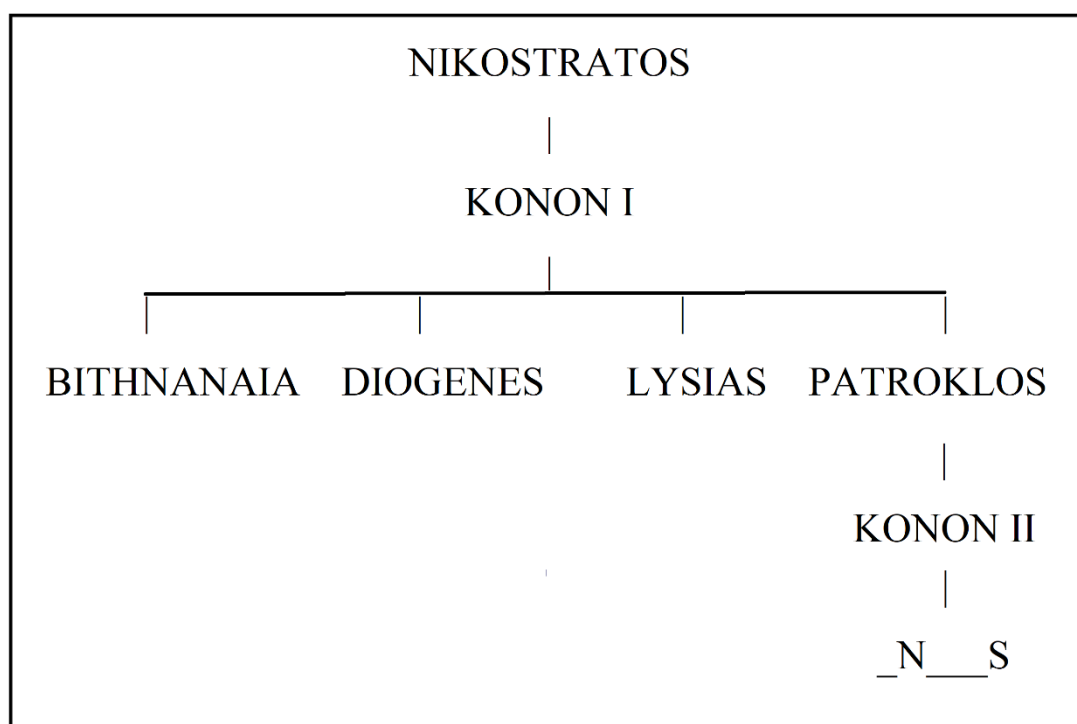 NIKOSTRATOS
KONON I
BITHNANAIA DIOGENES LYSIAS PATROKLOS
KONON II
_N___S